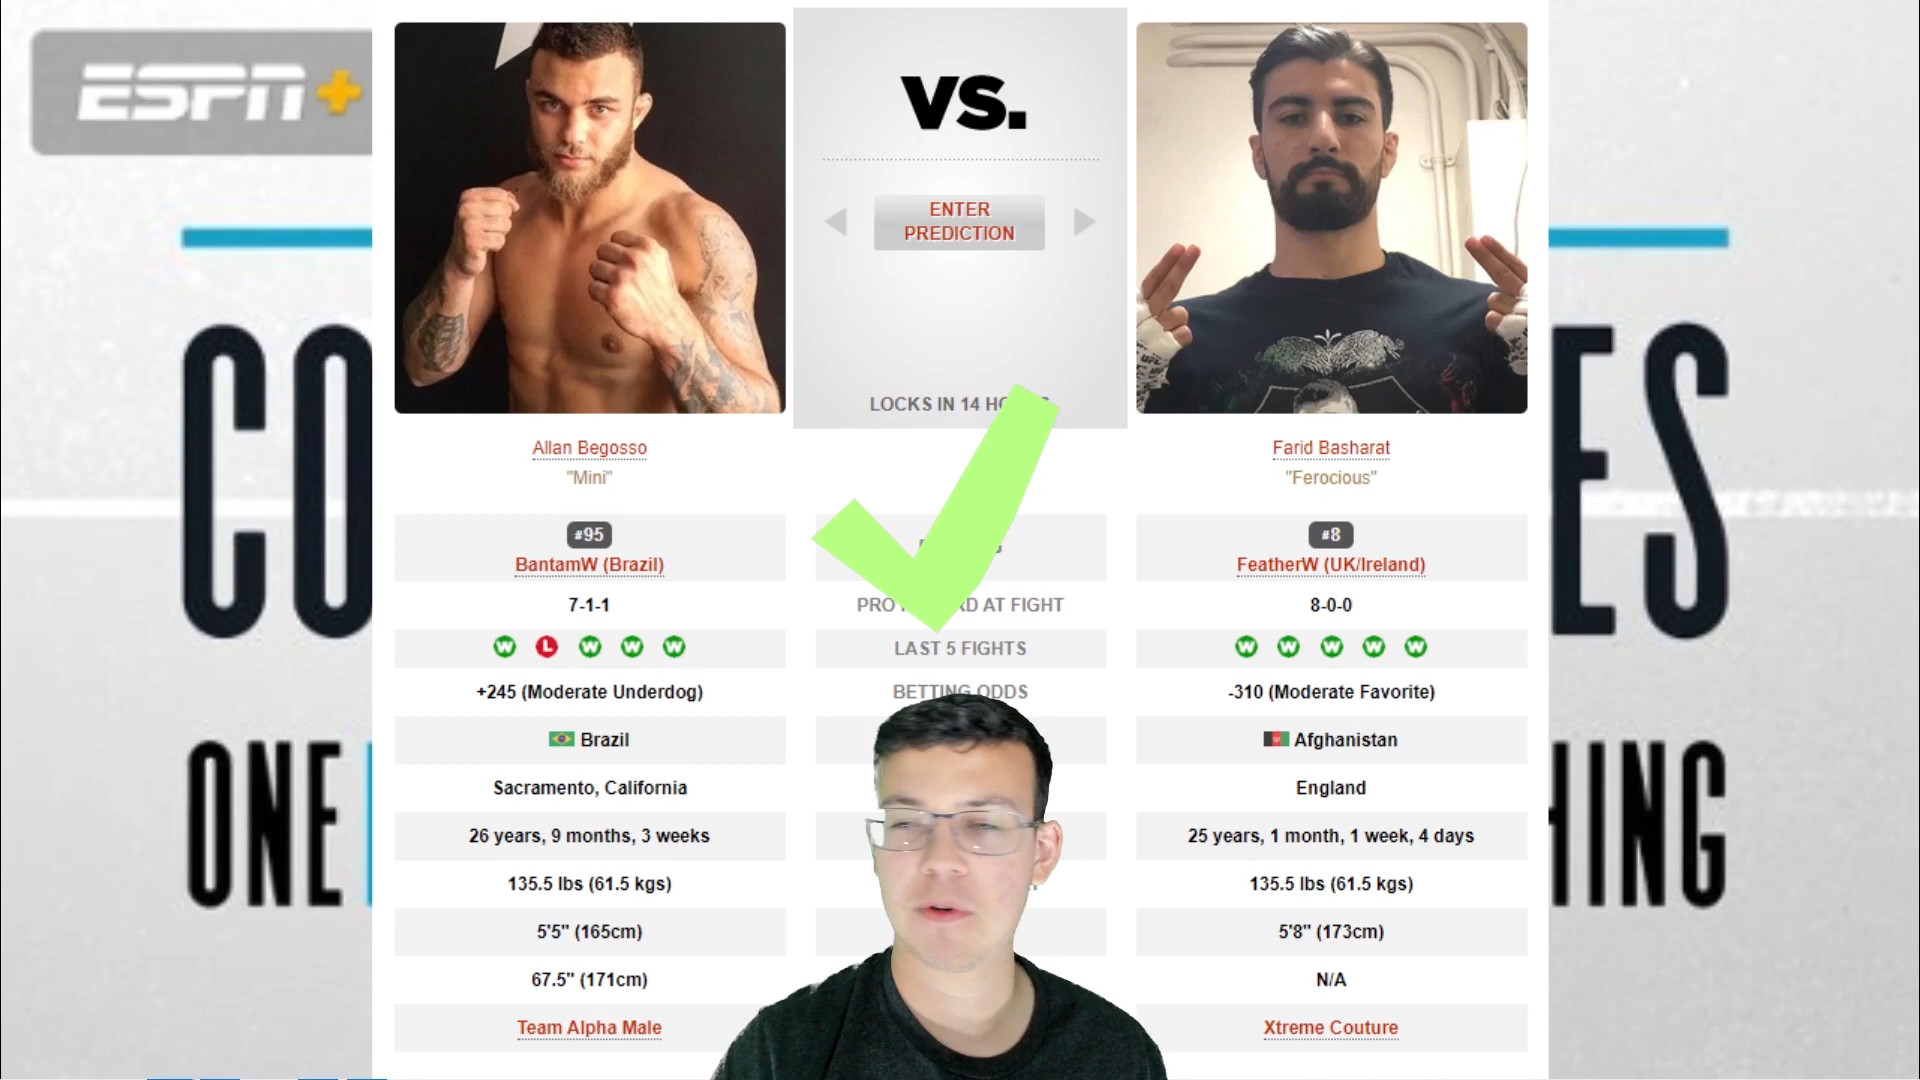 ESPN+
VS.
ENTER
PREDICTION
LOCKS IN 14
CO
ES
ONE
HING
Allan Begosso
"Mini"
Farid Basharat
"Ferocious"
#95
BantamW (Brazil)
#8
FeatherW (UK/Ireland)
7-1-1
PRO AT FIGHT
8-0-0
W L W W W
LAST 5 FIGHTS
W W W W W
+245 (Moderate Underdog)
BETTING ODDS
-310 (Moderate Favorite)
Brazil
Afghanistan
Sacramento, California
England
26 years, 9 months, 3 weeks
25 years, 1 month, 1 week, 4 days
135.5 lbs (61.5 kgs)
135.5 lbs (61.5 kgs)
5'5" (165cm)
5'8" (173cm)
67.5" (171cm)
N/A
Team Alpha Male
Xtreme Couture